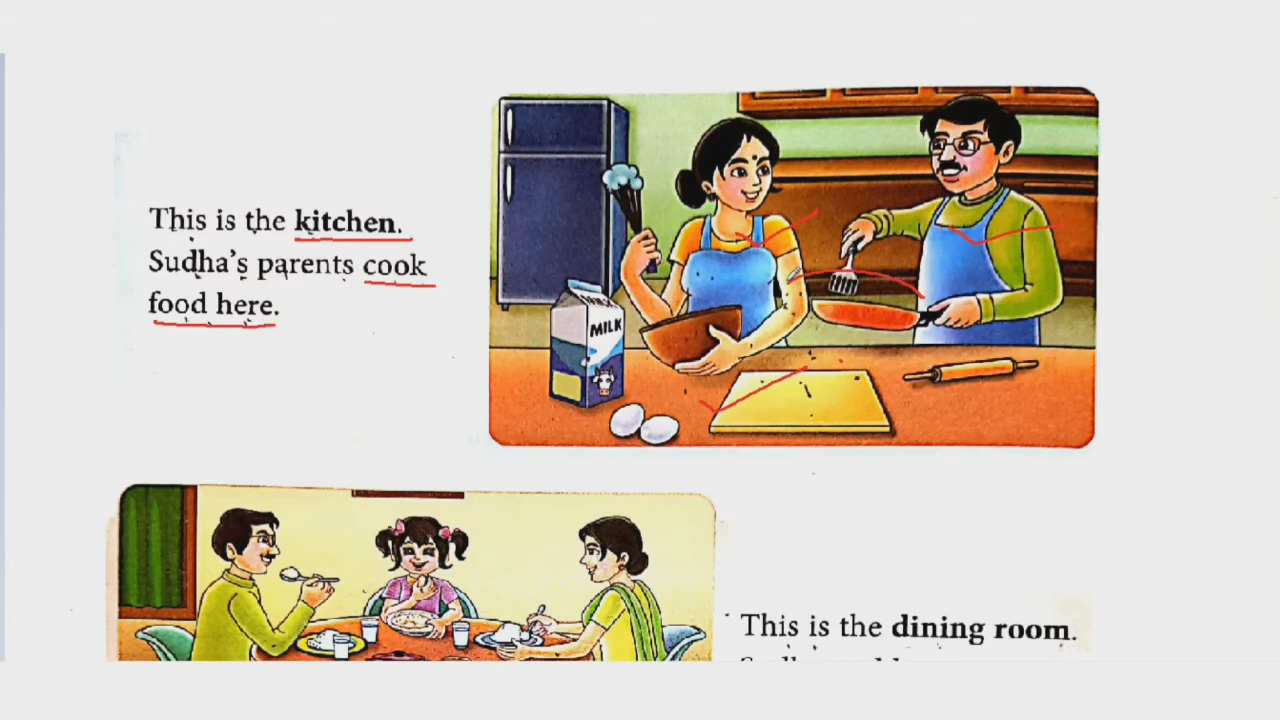 This is the kitchen.
Sudha's parents cook
food here.
MILK
This is the dining room.